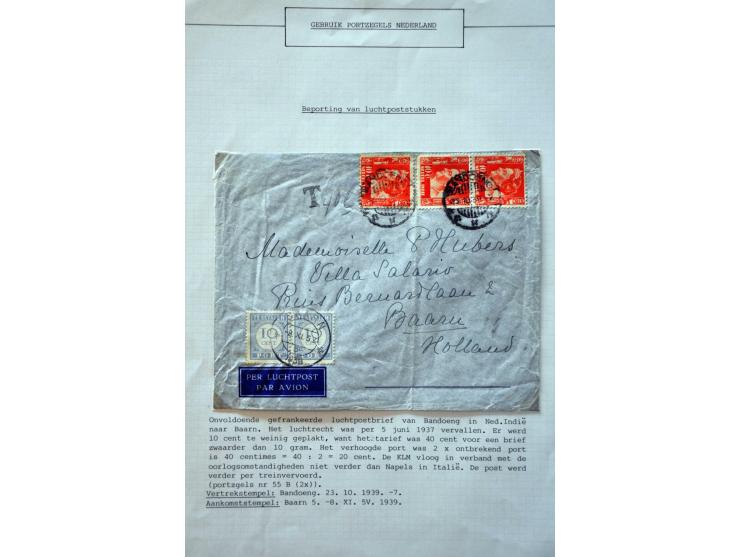 GEBRUIK PORTZEGELS NEDERLAND
Beporting van luchtpoststukken
T
BANDOENG
Mademoiselle P. Hubers
Villa Salario
Prins Bernardlaan 2
Baarn
Holland
10 10
CENT
PER LUCHTPOST
PAR AVION
Onvoldoende gefrankeerde luchtpostbrief van Bandoeng in Ned.Indië
naar Baarn. Het luchtrecht was per 5 juni 1937 vervallen. Er werd
10 cent te weinig geplakt, want het.tarief was 40 cent voor een brief
zwaarder dan 10 gram. Het verhoogde port was 2 x ontbrekend port
is 40 centimes = 40 : 2 = 20 cent. De KLM vloog in verband met de
oorlogsomstandigheden niet verder dan Napels in Italië. De post werd
verder per treinvervoerd.
(portzegels nr 55 B (2x)).
Vertrekstempel: Bandoeng. 23. 10. 1939. -7.
Aankomststempel: Baarn 5. -8. XI. 5V. 1939.